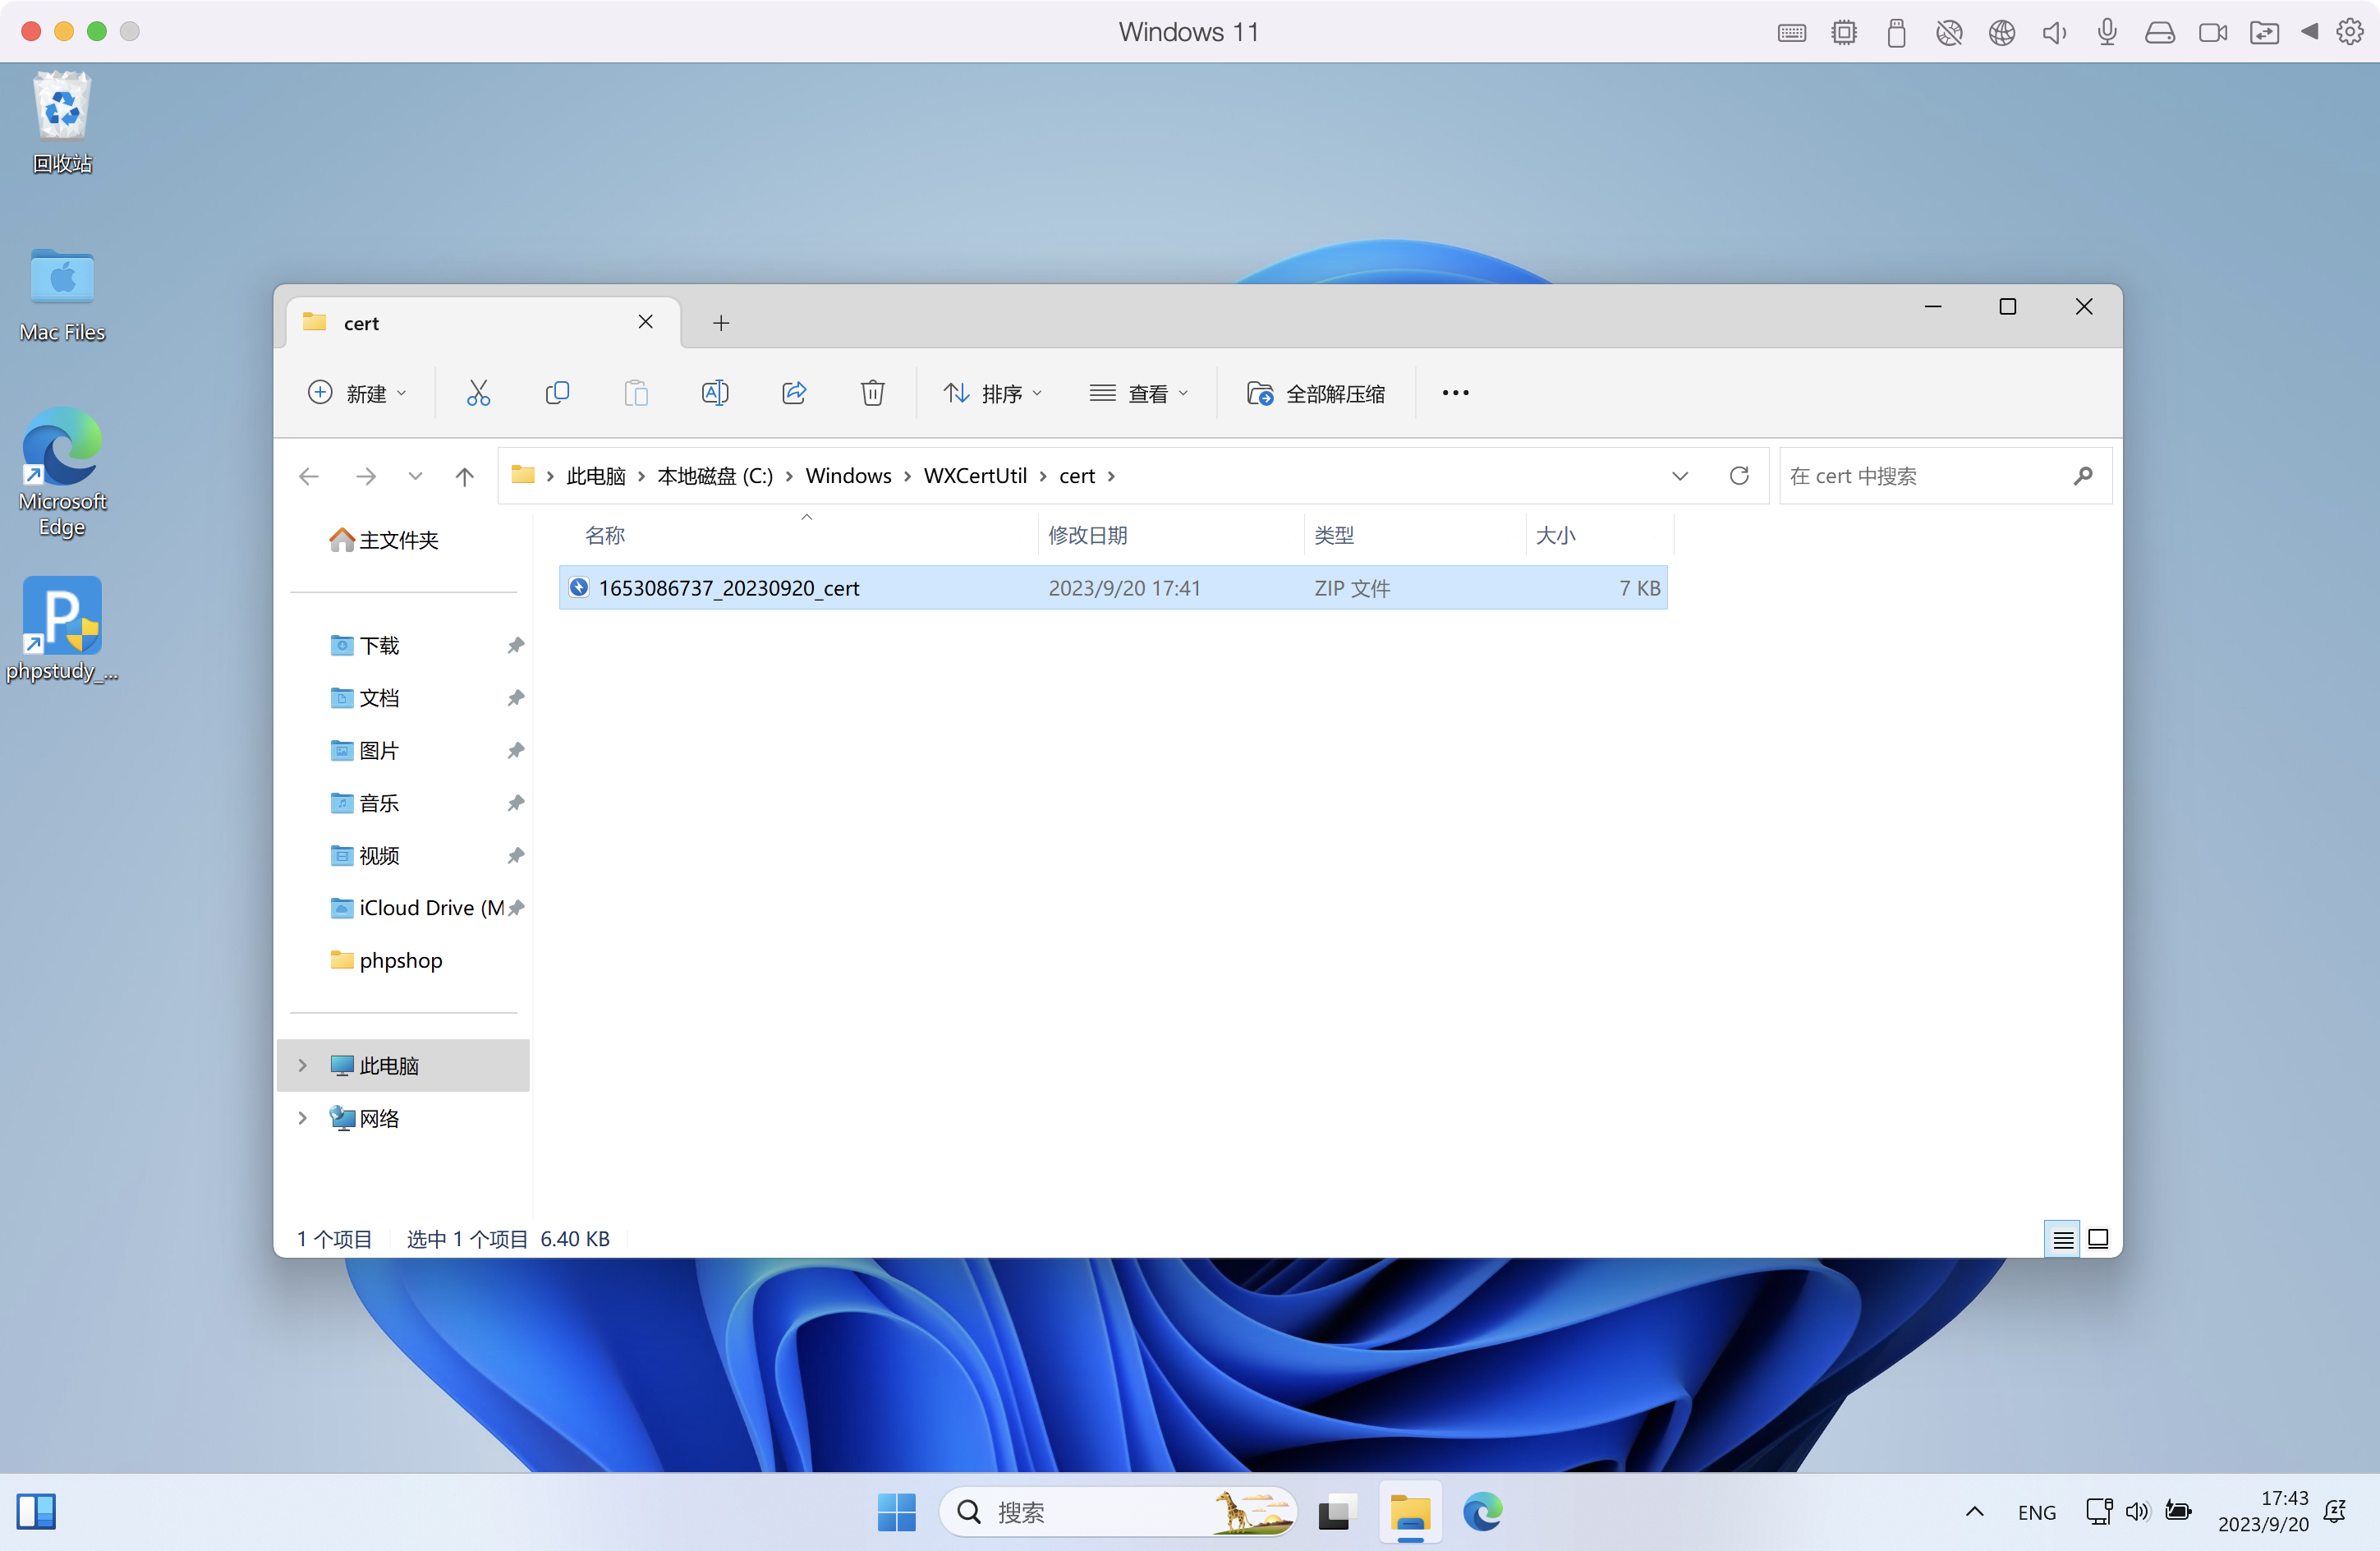 Windows 11
回收站
Mac Files
Microsoft
Edge
phpstudy_...
cert
新建
排序
查看
全部解压缩
此电脑 本地磁盘 (C:) Windows WXCertUtil cert
在 cert 中搜索
名称 修改日期 类型 大小
1653086737_20230920_cert 2023/9/20 17:41 ZIP 文件 7 KB
主文件夹
下载
文档
图片
音乐
视频
iCloud Drive (M
phpshop
此电脑
网络
1 个项目 选中 1 个项目 6.40 KB
搜索
ENG
17:43
2023/9/20